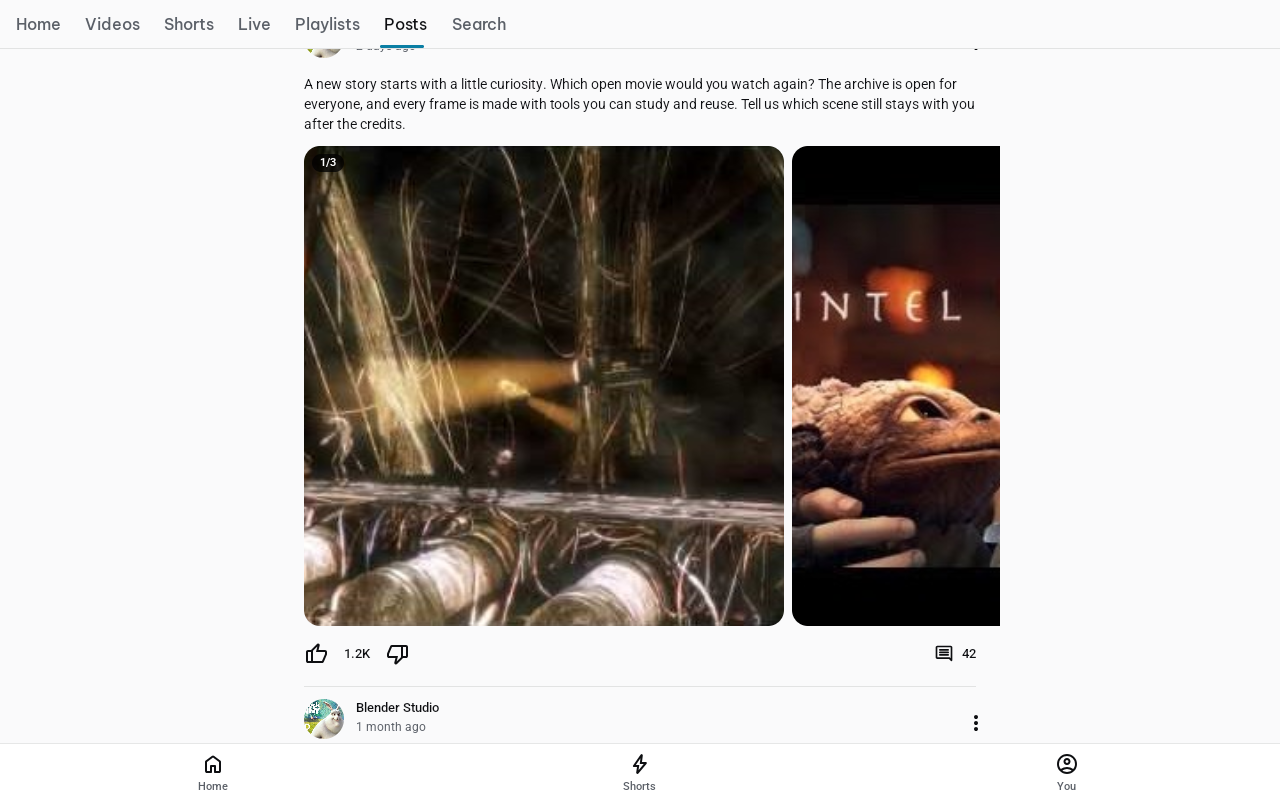 Home Videos Shorts Live Playlists Posts Search
A new story starts with a little curiosity. Which open movie would you watch again? The archive is open for
everyone, and every frame is made with tools you can study and reuse. Tell us which scene still stays with you
after the credits.
1/3
INTEL
1.2K
42
Blender Studio
1 month ago
Home Shorts You